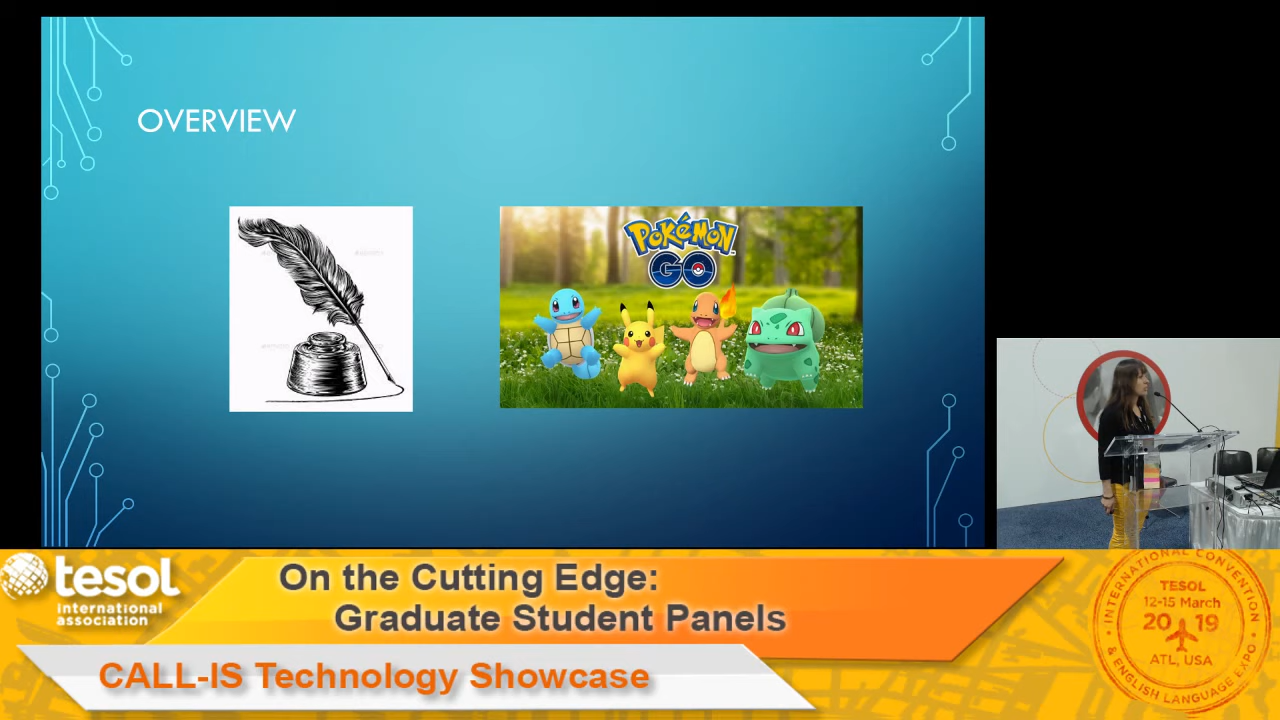 OVERVIEW
POKéMON
GO
tesol
international
association
On the Cutting Edge:
Graduate Student Panels
CALL-IS Technology Showcase
INTERNATIONAL CONVENTION
TESOL
12-15 March
20 19
ATL, USA
& ENGLISH LANGUAGE EXPO